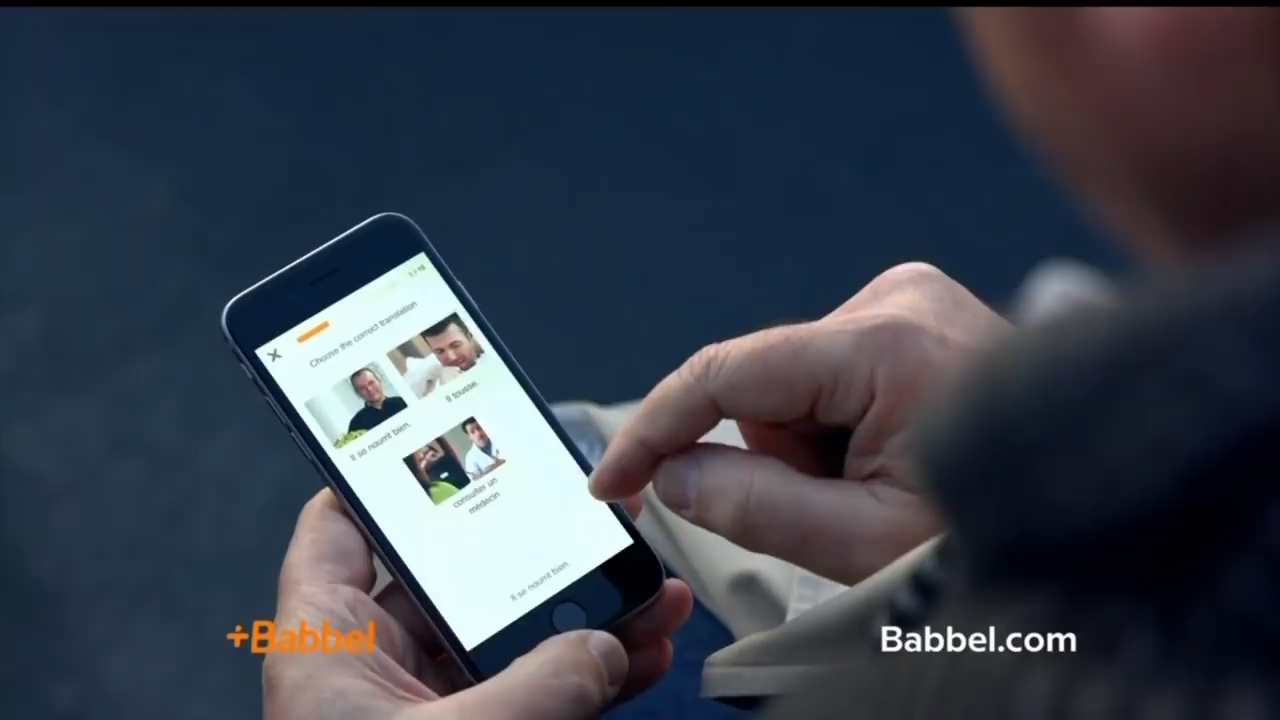 Choose the correct translation
Il se nourrit bien.
Il tousse.
consulter un
médecin
Il se nourrit bien.
+Babbel
Babbel.com